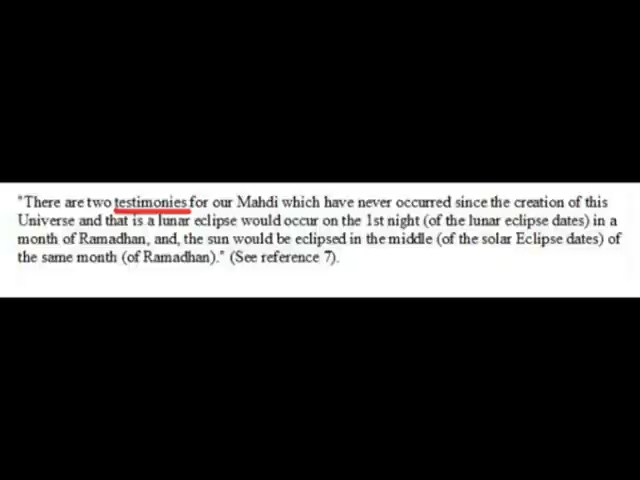 "There are two testimonies for our Mahdi which have never occurred since the creation of this
Universe and that is a lunar eclipse would occur on the 1st night (of the lunar eclipse dates) in a
month of Ramadhan, and, the sun would be eclipsed in the middle (of the solar Eclipse dates) of
the same month (of Ramadhan)." (See reference 7).